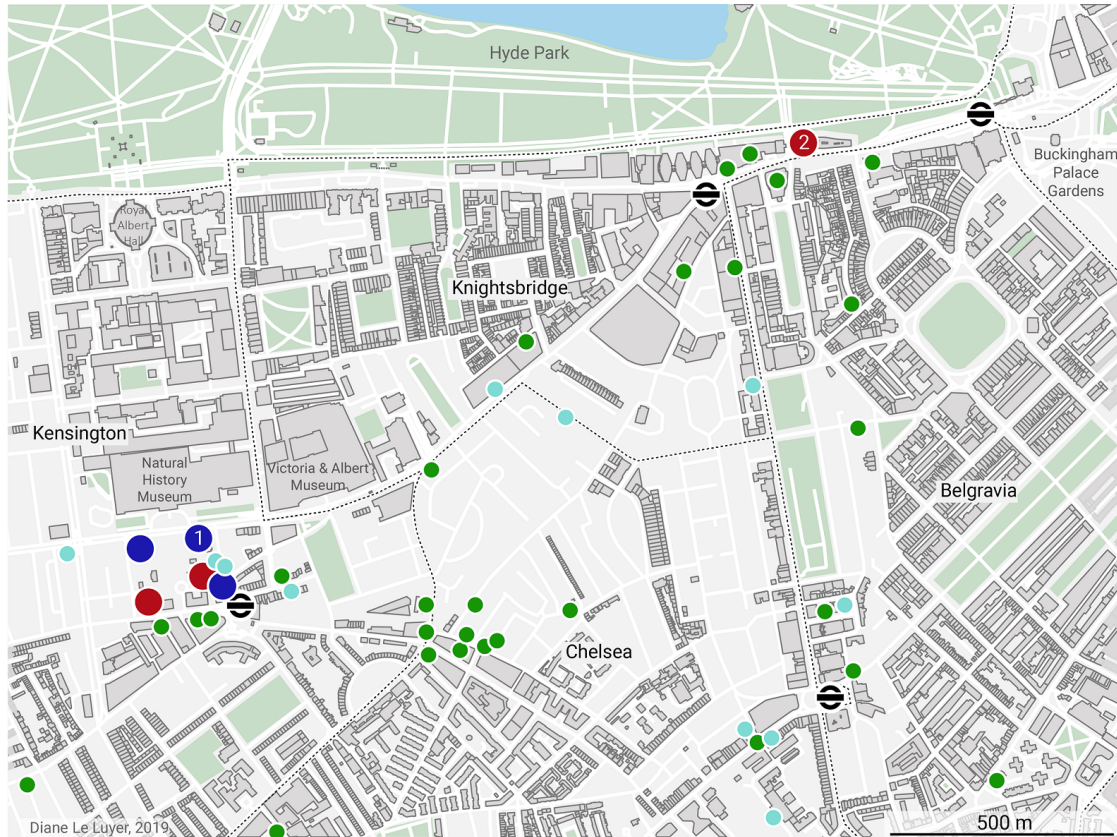 Hyde Park
2
Buckingham
Palace
Gardens
Royal
Albert
Hall
Knightsbridge
Kensington
Natural
History
Museum
Victoria & Albert
Museum
Belgravia
1
Chelsea
Diane Le Luyer, 2019
500 m